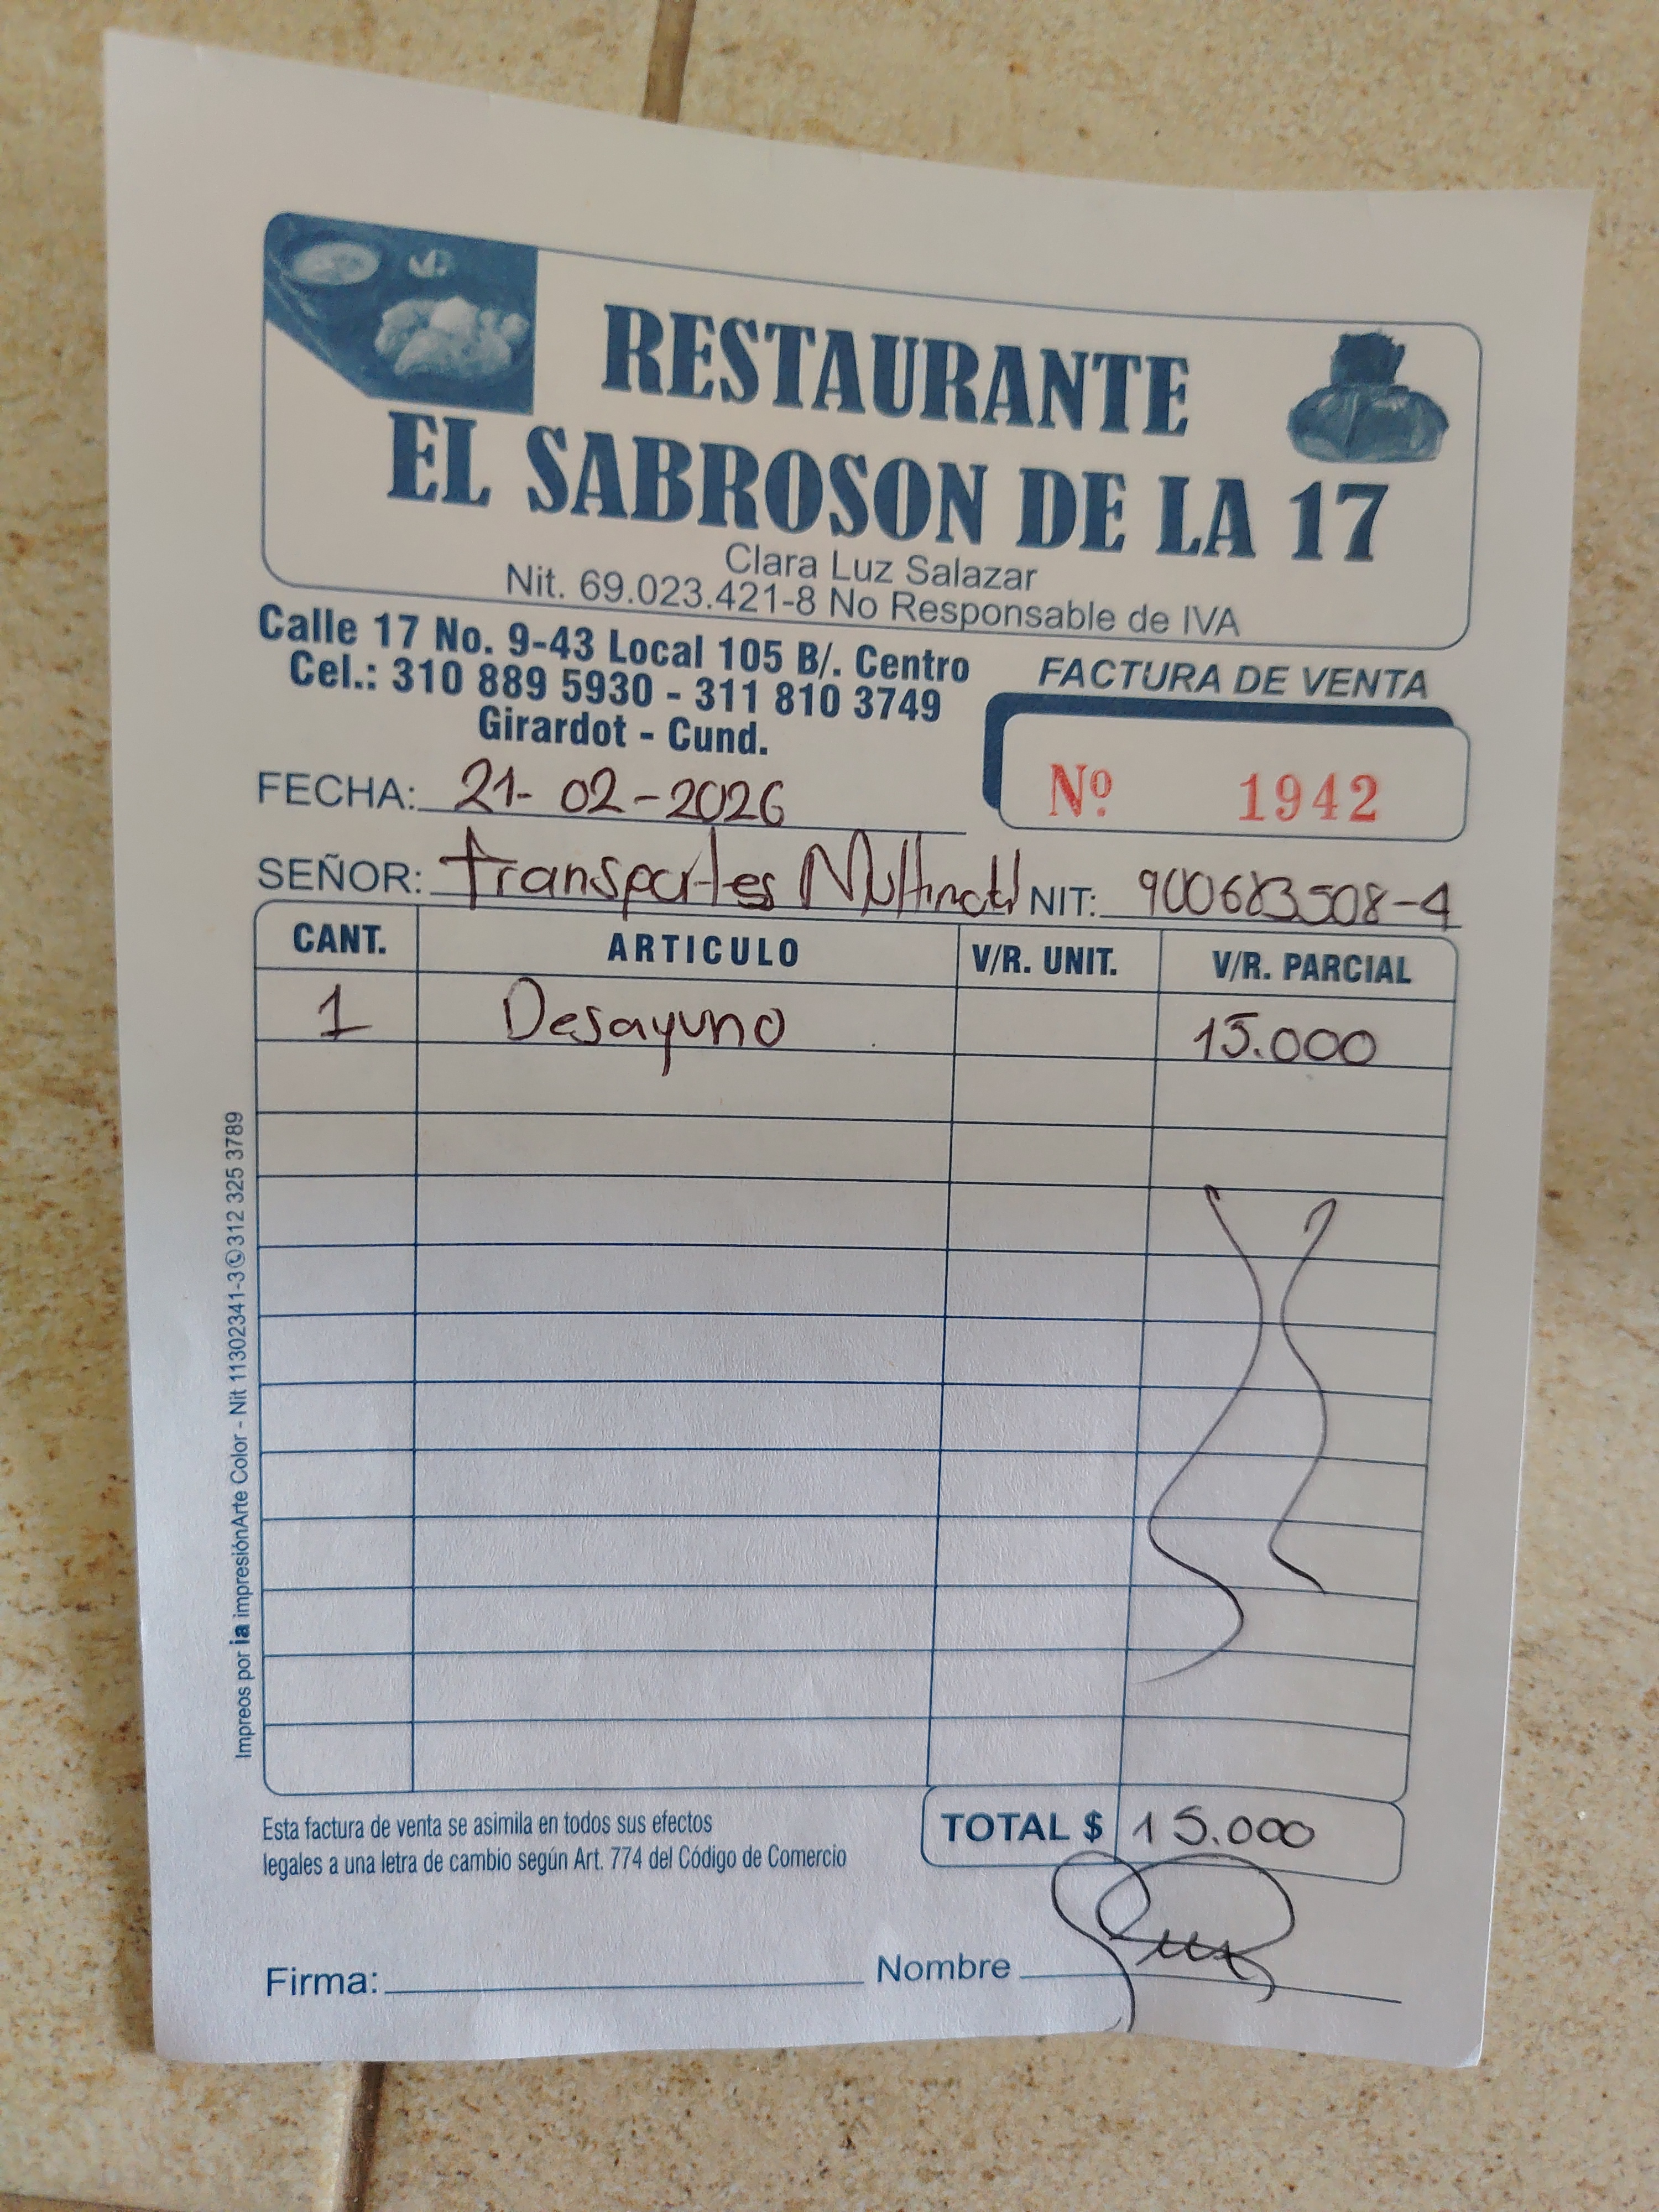 RESTAURANTE
EL SABROSON DE LA 17
Clara Luz Salazar
Nit. 69.023.421-8 No Responsable de IVA
Calle 17 No. 9-43 Local 105 B/. Centro
Cel.: 310 889 5930 - 311 810 3749
Girardot - Cund.
FACTURA DE VENTA
Nº 1942
FECHA: 21-02-2026
SEÑOR: Transportes NIT: 900683508-4
CANT. ARTICULO V/R. UNIT. V/R. PARCIAL
1 Desayuno 15.000
Impreos por ia impresiónArte Color - Nit 11302341-3 312 325 3789
Esta factura de venta se asimila en todos sus efectos
legales a una letra de cambio según Art. 774 del Código de Comercio
TOTAL $ 15.000
Firma: Nombre